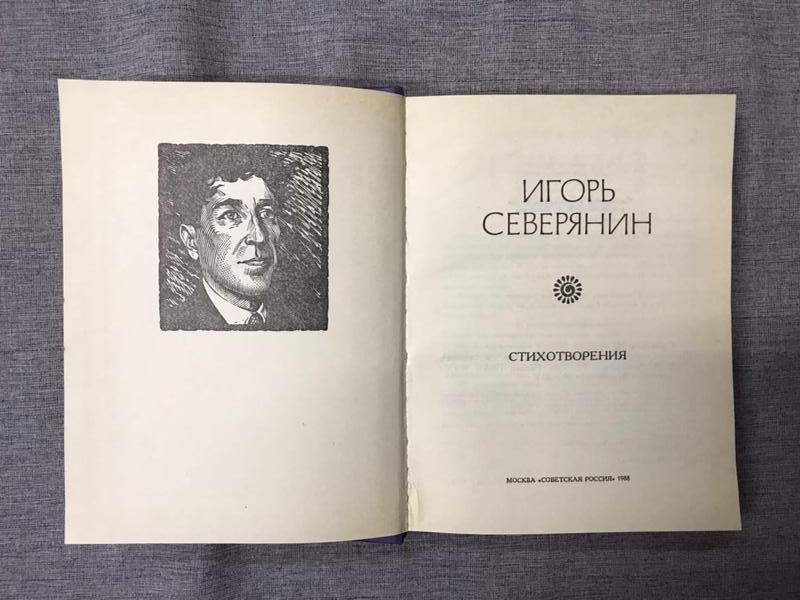 ИГОРЬ
СЕВЕРЯНИН
СТИХОТВОРЕНИЯ
МОСКВА «СОВЕТСКАЯ РОССИЯ» 1988